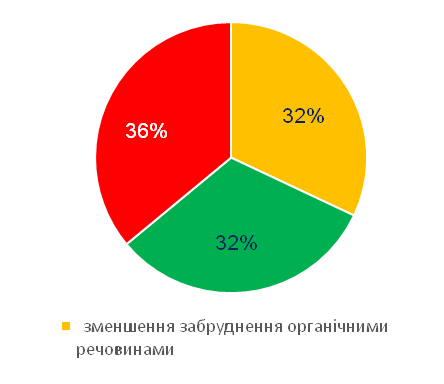 32%
36%
32%
зменшення забруднення органічними
речовинами